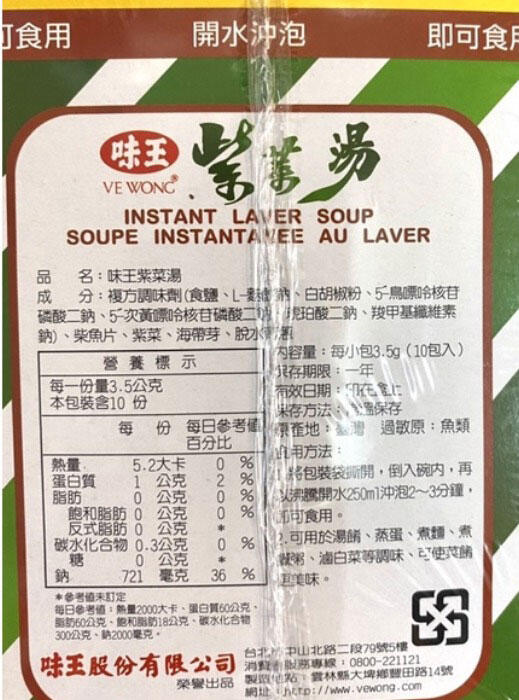 可食用
開水沖泡
即可食用
味王
紫菜湯
VE WONG®
INSTANT LAVER SOUP
SOUPE INSTANTANEE AU LAVER
品 名：味王紫菜湯
成 分：複方調味劑(食鹽、L-麩 鈉、白胡椒粉、5'-鳥嘌呤核苷
磷酸二鈉、5'-次黃嘌呤核苷磷酸二鈉、琥珀酸二鈉、羧甲基纖維素
鈉)、柴魚片、紫菜、海帶芽、脫水
營養標示
每一份量3.5公克
本包裝含10 份
每 份 每日參考值
百分比
熱量 5.2大卡 0 %
蛋白質 1 公克 2 %
脂肪 0 公克 0 %
飽和脂肪 0 公克 0 %
反式脂肪 0 公克 *
碳水化合物 0.3公克 0 %
糖 0 公克 *
鈉 721 毫克 36 %
*參考值未訂定
每日參考值：熱量2000大卡、蛋白質60公克、
脂肪60公克、飽和脂肪18公克、碳水化合物
300公克、鈉2000毫克。
內容量：每小包3.5g（10包入）
保存期限：一年
有效日期：印在盒上
保存方法： 溫保存
原產地：臺灣 過敏原：魚類
食用方法：
1.將包裝袋撕開，倒入碗內，再
以沸騰開水250ml沖泡2～3分鐘，
即可食用。
2.可用於湯餚、蒸蛋、煮麵、煮
粥、滷白菜等調味、可使菜餚
更美味。
味王股份有限公司
榮譽出品
台北市中山北路二段79號5樓
消費者服務專線：0800-221121
製造地點：雲林縣大埤鄉豐田路14號
網址：http://www.vewong.com